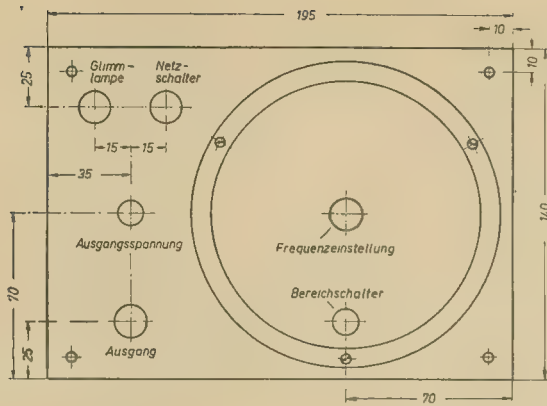 195
10
Glimm-
lampe
Netz-
schalter
10
25
15
15
35
140
Ausgangsspannung
Frequenzeinstellung
70
Bereichschalter
25
Ausgang
70